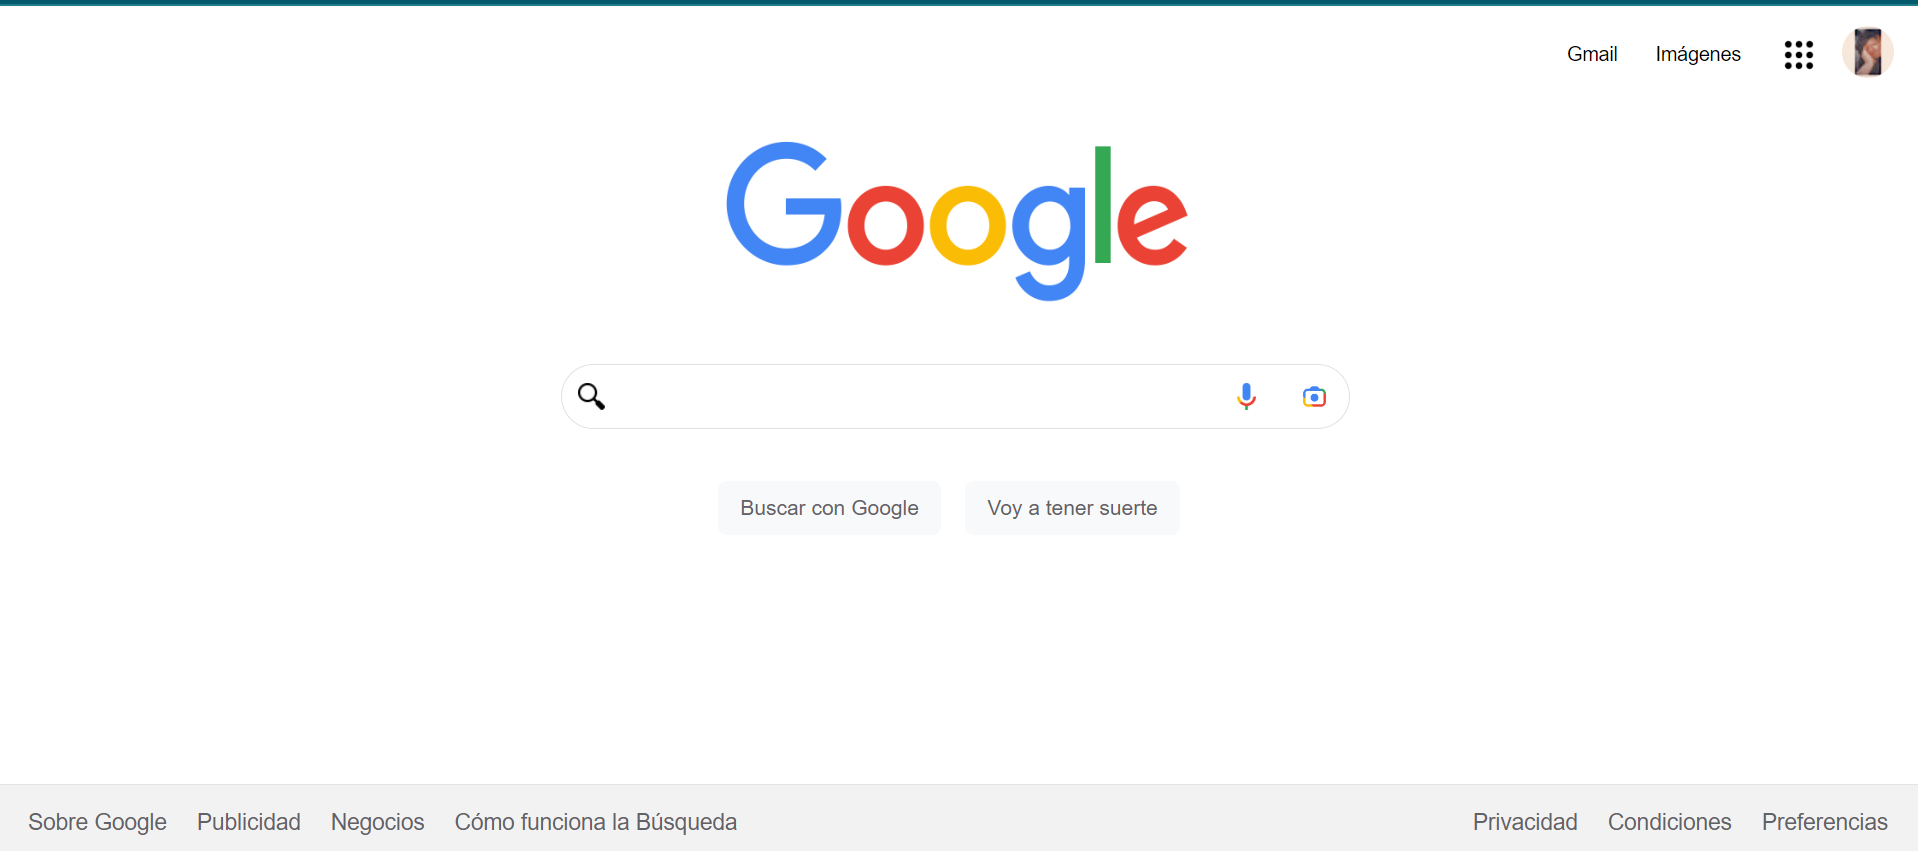 Gmail Imágenes
Google
Buscar con Google Voy a tener suerte
Sobre Google Publicidad Negocios Cómo funciona la Búsqueda Privacidad Condiciones Preferencias